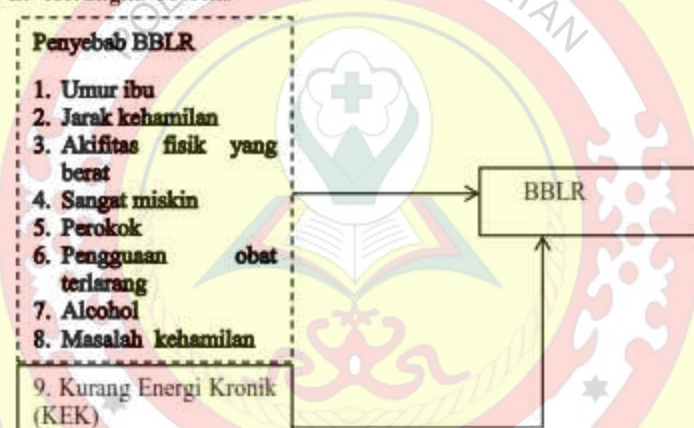 Penyebab BBLR
1. Umur ibu
2. Jarak kehamilan
3. Akifitas fisik yang
berat
4. Sangat miskin
5. Perokok
6. Pengguaan obat
terlarang
7. Alcohol
8. Masalah kehamilan
9. Kurang Energi Kronik
(KEK)
BBLR